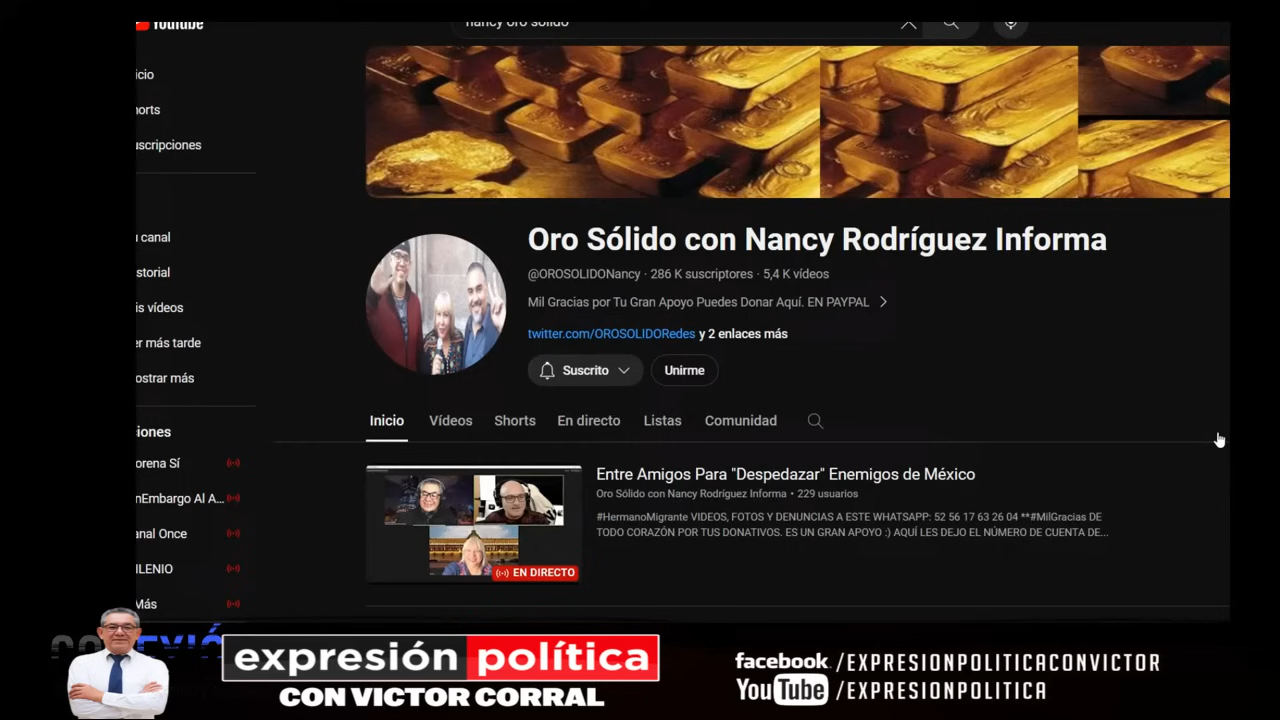 YouTube
nancy oro solido
icio
horts
uscripciones
u canal
storial
is vídeos
er más tarde
ostrar más
iones
orena Sí
nEmbargo Al A...
anal Once
ILENIO
Más
Oro Sólido con Nancy Rodríguez Informa
@OROSOLIDONancy · 286 K suscriptores · 5,4 K vídeos
Mil Gracias por Tu Gran Apoyo Puedes Donar Aquí. EN PAYPAL
twitter.com/OROSOLIDORedes y 2 enlaces más
Suscrito
Unirme
Inicio Vídeos Shorts En directo Listas Comunidad
Entre Amigos Para "Despedazar" Enemigos de México
Oro Sólido con Nancy Rodríguez Informa • 229 usuarios
#HermanoMigrante VIDEOS, FOTOS Y DENUNCIAS A ESTE WHATSAPP: 52 56 17 63 26 04 **#MilGracias DE
TODO CORAZÓN POR TUS DONATIVOS. ES UN GRAN APOYO :) AQUÍ LES DEJO EL NÚMERO DE CUENTA DE...
EN DIRECTO
expresión política
CON VICTOR CORRAL
facebook /EXPRESIONPOLITICACONVICTOR
YouTube /EXPRESIONPOLITICA